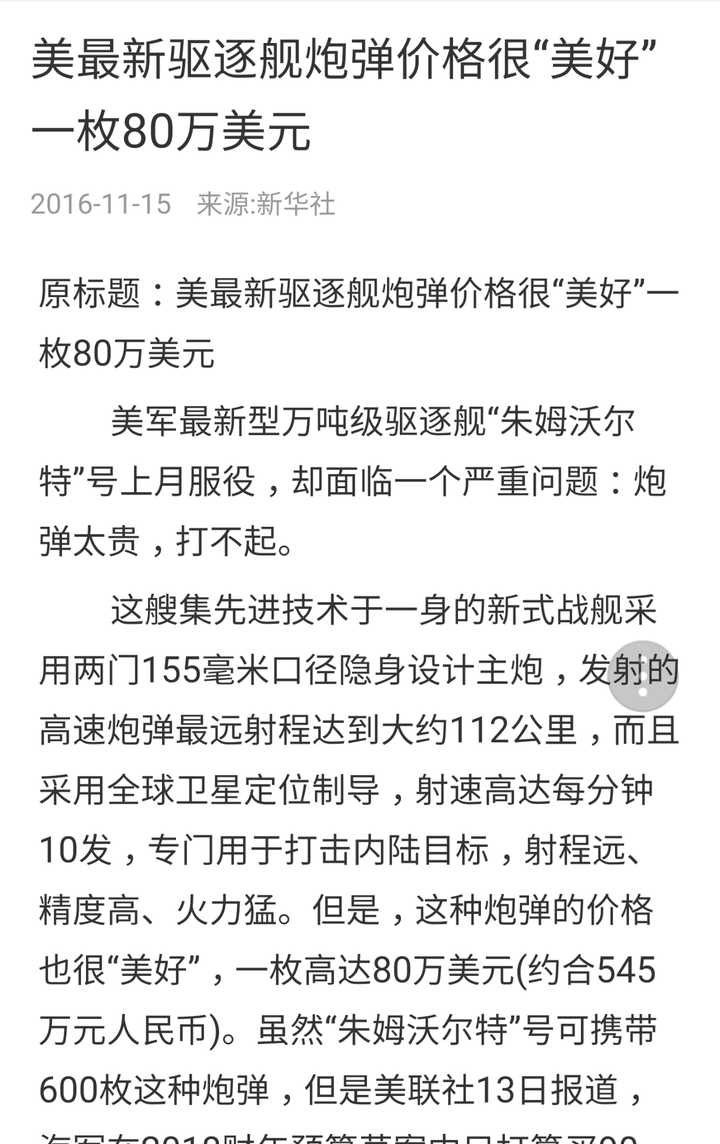 美最新驱逐舰炮弹价格很“美好”
一枚80万美元
2016-11-15 来源:新华社
原标题：美最新驱逐舰炮弹价格很“美好”一
枚80万美元
美军最新型万吨级驱逐舰“朱姆沃尔
特”号上月服役，却面临一个严重问题：炮
弹太贵，打不起。
这艘集先进技术于一身的新式战舰采
用两门155毫米口径隐身设计主炮，发射的
高速炮弹最远射程达到大约112公里，而且
采用全球卫星定位制导，射速高达每分钟
10发，专门用于打击内陆目标，射程远、
精度高、火力猛。但是，这种炮弹的价格
也很“美好”，一枚高达80万美元(约合545
万元人民币)。虽然“朱姆沃尔特”号可携带
600枚这种炮弹，但是美联社13日报道，